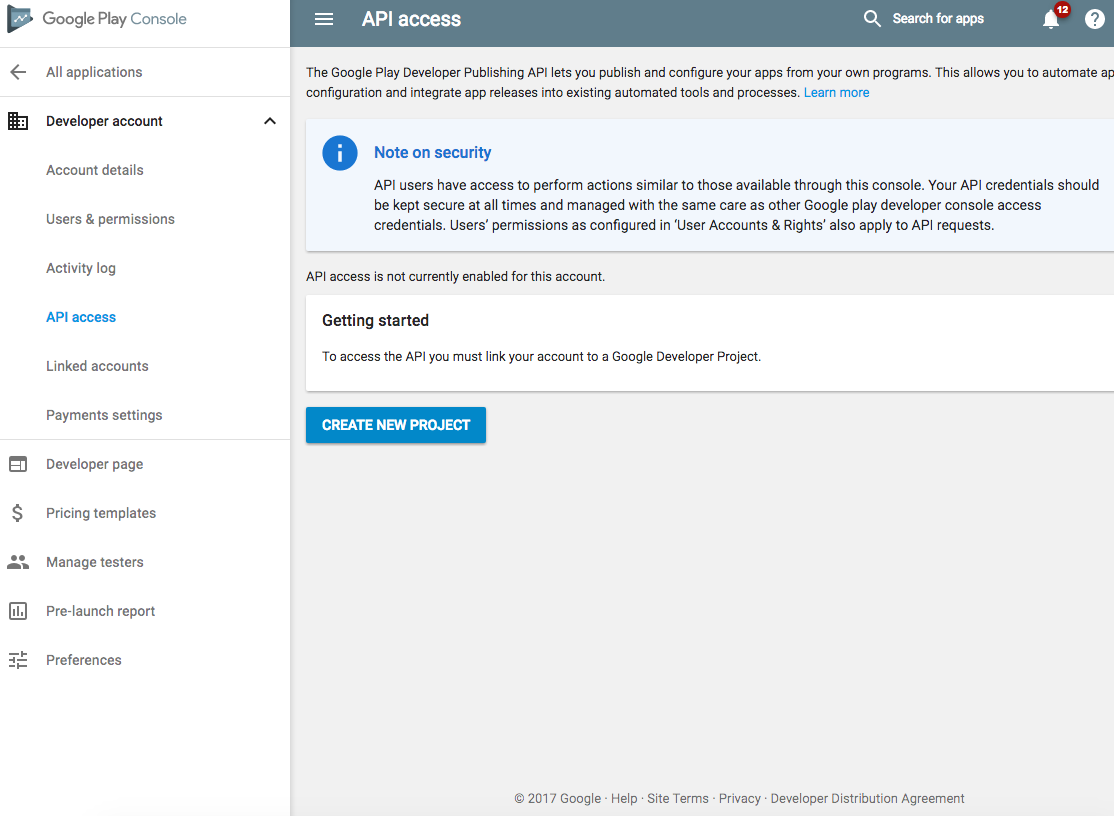 Google Play Console
API access
Search for apps
12
?
All applications
Developer account
Account details
Users & permissions
Activity log
API access
Linked accounts
Payments settings
Developer page
Pricing templates
Manage testers
Pre-launch report
Preferences
The Google Play Developer Publishing API lets you publish and configure your apps from your own programs. This allows you to automate
configuration and integrate app releases into existing automated tools and processes. Learn more
Note on security
API users have access to perform actions similar to those available through this console. Your API credentials should
be kept secure at all times and managed with the same care as other Google play developer console access
credentials. Users’ permissions as configured in ‘User Accounts & Rights’ also apply to API requests.
API access is not currently enabled for this account.
Getting started
To access the API you must link your account to a Google Developer Project.
CREATE NEW PROJECT
© 2017 Google · Help · Site Terms · Privacy · Developer Distribution Agreement